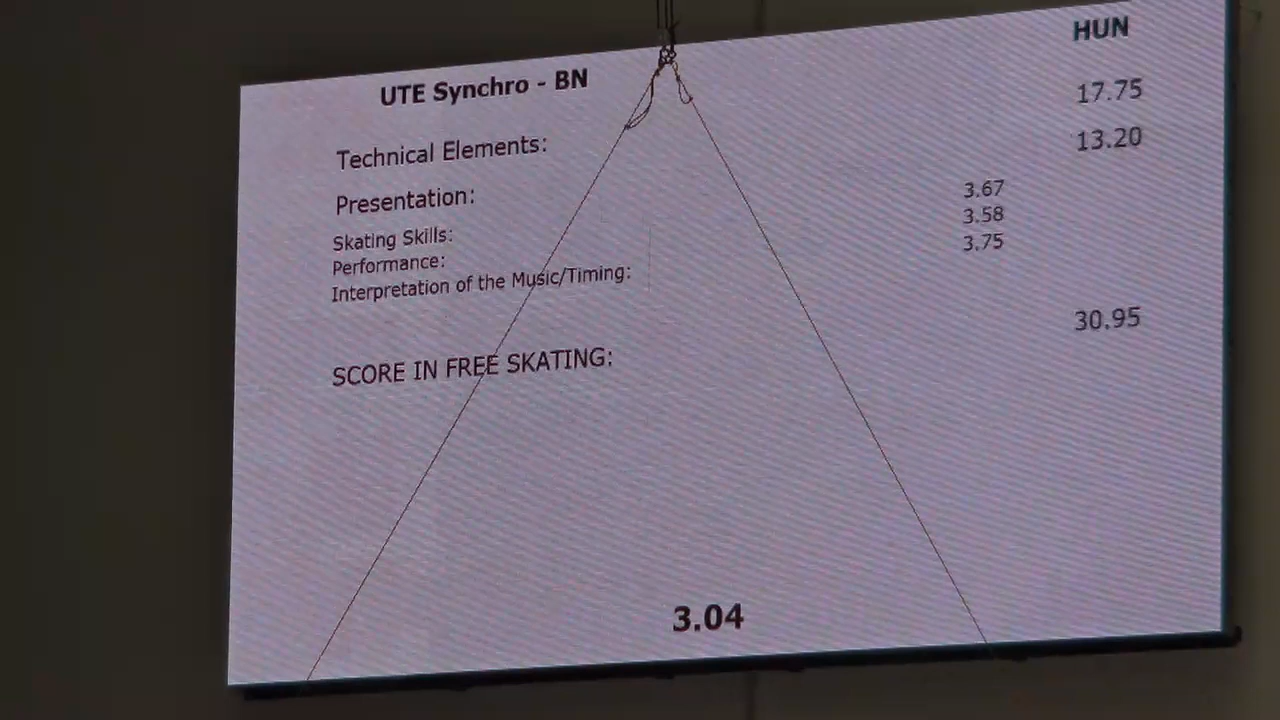 UTE Synchro - BN HUN
Technical Elements: 17.75
Presentation: 13.20
Skating Skills: 3.67
Performance: 3.58
Interpretation of the Music/Timing: 3.75
SCORE IN FREE SKATING: 30.95
3.04